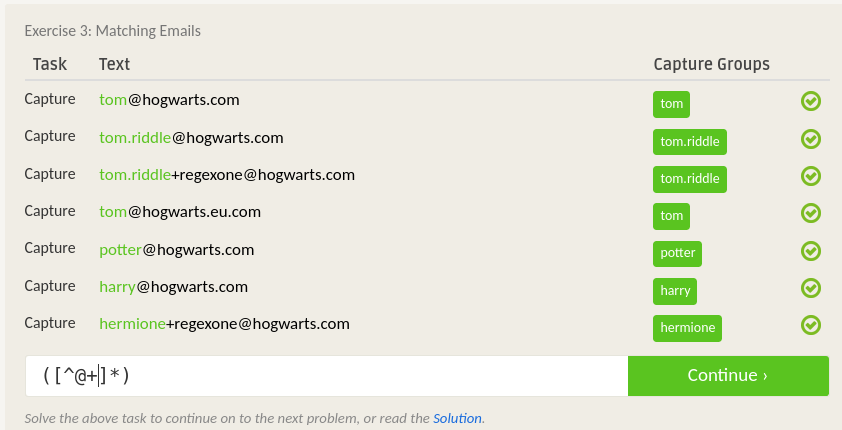 Exercise 3: Matching Emails
Task Text Capture Groups
Capture tom@hogwarts.com tom
Capture tom.riddle@hogwarts.com tom.riddle
Capture tom.riddle+regexone@hogwarts.com tom.riddle
Capture tom@hogwarts.eu.com tom
Capture potter@hogwarts.com potter
Capture harry@hogwarts.com harry
Capture hermione+regexone@hogwarts.com hermione
([^@+]*) Continue ›
Solve the above task to continue on to the next problem, or read the Solution.